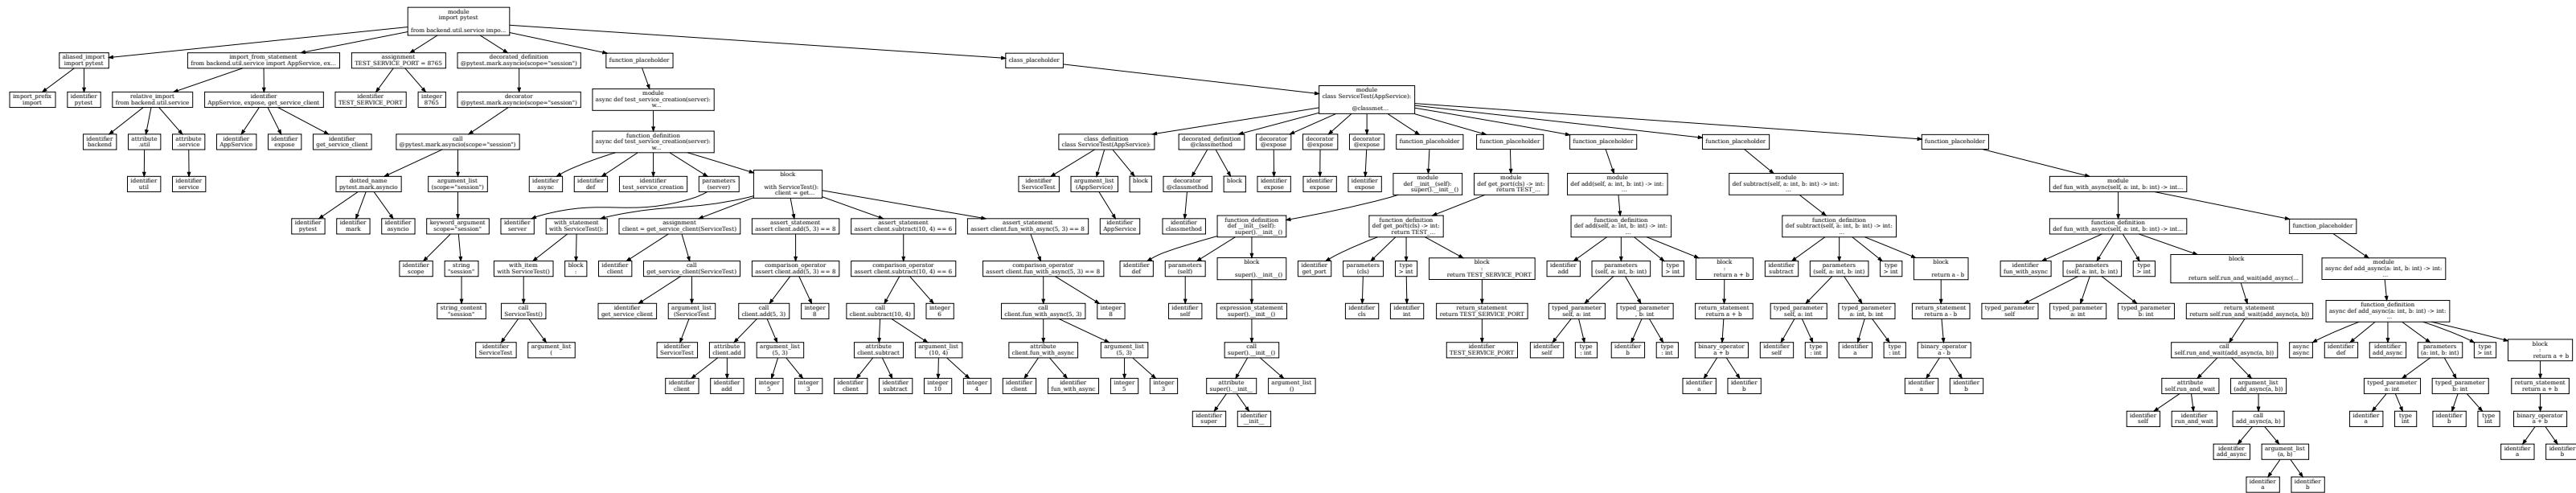 module
import pytest
from backend.util.service impo...
aliased_import
import pytest
import_from_statement
from backend.util.service import AppService, ex...
assignment
TEST_SERVICE_PORT = 8765
decorated_definition
@pytest.mark.asyncio(scope="session")
function_placeholder
class_placeholder
import_prefix
import
identifier
pytest
relative_import
from backend.util.service
identifier
AppService, expose, get_service_client
identifier
TEST_SERVICE_PORT
integer
8765
decorator
@pytest.mark.asyncio(scope="session")
module
async def test_service_creation(server):
w...
module
class ServiceTest(AppService):
@classmet...
identifier
backend
attribute
.util
attribute
.service
identifier
AppService
identifier
expose
identifier
get_service_client
call
@pytest.mark.asyncio(scope="session")
function_definition
async def test_service_creation(server):
w...
class_definition
class ServiceTest(AppService):
decorated_definition
@classmethod
decorator
@expose
decorator
@expose
decorator
@expose
function_placeholder
function_placeholder
function_placeholder
function_placeholder
function_placeholder
identifier
util
identifier
service
dotted_name
pytest.mark.asyncio
argument_list
(scope="session")
identifier
async
identifier
def
identifier
test_service_creation
parameters
(server)
block
with ServiceTest():
client = get...
identifier
ServiceTest
argument_list
(AppService)
block
decorator
@classmethod
block
identifier
expose
identifier
expose
identifier
expose
module
def __init__(self):
super().__init__()
module
def get_port(cls) -> int:
return TEST_...
module
def add(self, a: int, b: int) -> int:
...
module
def subtract(self, a: int, b: int) -> int:
...
module
def fun_with_async(self, a: int, b: int) -> int...
identifier
pytest
identifier
mark
identifier
asyncio
keyword_argument
scope="session"
identifier
server
with_statement
with ServiceTest():
assignment
client = get_service_client(ServiceTest)
assert_statement
assert client.add(5, 3) == 8
assert_statement
assert client.subtract(10, 4) == 6
assert_statement
assert client.fun_with_async(5, 3) == 8
identifier
AppService
identifier
classmethod
function_definition
def __init__(self):
super().__init__()
function_definition
def get_port(cls) -> int:
return TEST_...
function_definition
def add(self, a: int, b: int) -> int:
...
function_definition
def subtract(self, a: int, b: int) -> int:
...
function_definition
def fun_with_async(self, a: int, b: int) -> int...
function_placeholder
identifier
scope
string
"session"
with_item
with ServiceTest()
block
:
identifier
client
call
get_service_client(ServiceTest)
comparison_operator
assert client.add(5, 3) == 8
comparison_operator
assert client.subtract(10, 4) == 6
comparison_operator
assert client.fun_with_async(5, 3) == 8
identifier
def
parameters
(self)
block
super().__init__()
identifier
get_port
parameters
(cls)
type
> int
block
:
return TEST_SERVICE_PORT
identifier
add
parameters
(self, a: int, b: int)
type
> int
block
:
return a + b
identifier
subtract
parameters
(self, a: int, b: int)
type
> int
block
return a - b
identifier
fun_with_async
parameters
(self, a: int, b: int)
type
> int
block
return self.run_and_wait(add_async(...
module
async def add_async(a: int, b: int) -> int:
...
string_content
"session"
call
ServiceTest()
identifier
get_service_client
argument_list
(ServiceTest
call
client.add(5, 3)
integer
8
call
client.subtract(10, 4)
integer
6
call
client.fun_with_async(5, 3)
integer
8
identifier
self
expression_statement
super().__init__()
identifier
cls
identifier
int
return_statement
return TEST_SERVICE_PORT
typed_parameter
self, a: int
typed_parameter
, b: int
return_statement
return a + b
typed_parameter
self, a: int
typed_parameter
a: int, b: int
return_statement
return a - b
typed_parameter
self
typed_parameter
a: int
typed_parameter
b: int
return_statement
return self.run_and_wait(add_async(a, b))
function_definition
async def add_async(a: int, b: int) -> int:
...
identifier
ServiceTest
argument_list
(
identifier
ServiceTest
attribute
client.add
argument_list
(5, 3)
attribute
client.subtract
argument_list
(10, 4)
attribute
client.fun_with_async
argument_list
(5, 3)
call
super().__init__()
identifier
TEST_SERVICE_PORT
identifier
self
type
: int
identifier
b
type
: int
binary_operator
a + b
identifier
self
type
: int
identifier
a
type
: int
binary_operator
a - b
call
self.run_and_wait(add_async(a, b))
async
async
identifier
def
identifier
add_async
parameters
(a: int, b: int)
type
> int
block
:
return a + b
identifier
client
identifier
add
integer
5
integer
3
identifier
client
identifier
subtract
integer
10
integer
4
identifier
client
identifier
fun_with_async
integer
5
integer
3
attribute
super().__init__
argument_list
()
identifier
a
identifier
b
identifier
a
identifier
b
attribute
self.run_and_wait
argument_list
(add_async(a, b))
typed_parameter
a: int
typed_parameter
b: int
return_statement
return a + b
identifier
super
identifier
__init__
identifier
self
identifier
run_and_wait
call
add_async(a, b)
identifier
a
type
int
identifier
b
type
int
binary_operator
a + b
identifier
add_async
argument_list
(a, b)
identifier
a
identifier
b
identifier
a
identifier
b